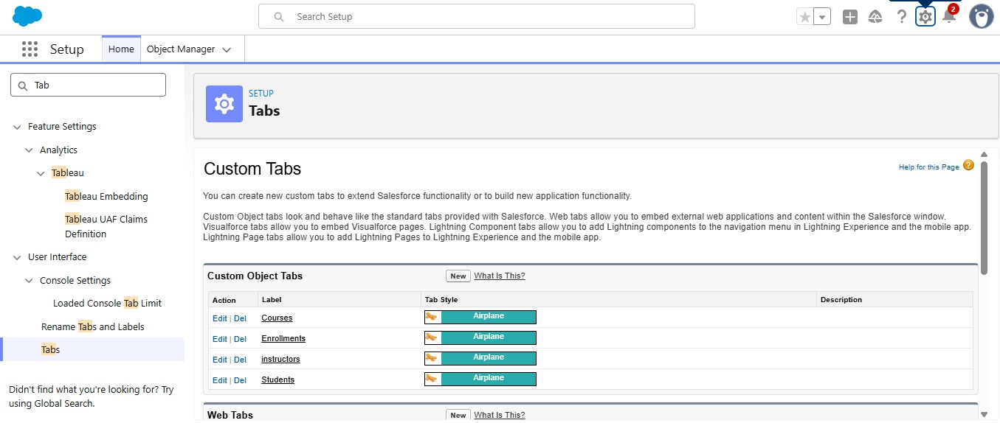 Search Setup
2
Setup
Home
Object Manager
Tab
Feature Settings
Analytics
Tableau
Tableau Embedding
Tableau UAF Claims
Definition
User Interface
Console Settings
Loaded Console Tab Limit
Rename Tabs and Labels
Tabs
Didn't find what you're looking for? Try
using Global Search.
SETUP
Tabs
Custom Tabs
Help for this Page ?
You can create new custom tabs to extend Salesforce functionality or to build new application functionality.
Custom Object tabs look and behave like the standard tabs provided with Salesforce. Web tabs allow you to embed external web applications and content within the Salesforce window.
Visualforce tabs allow you to embed Visualforce pages. Lightning Component tabs allow you to add Lightning components to the navigation menu in Lightning Experience and the mobile app.
Lightning Page tabs allow you to add Lightning Pages to Lightning Experience and the mobile app.
Custom Object Tabs New What Is This?
Action Label Tab Style Description
Edit | Del Courses Airplane
Edit | Del Enrollments Airplane
Edit | Del instructors Airplane
Edit | Del Students Airplane
Web Tabs New What Is This?